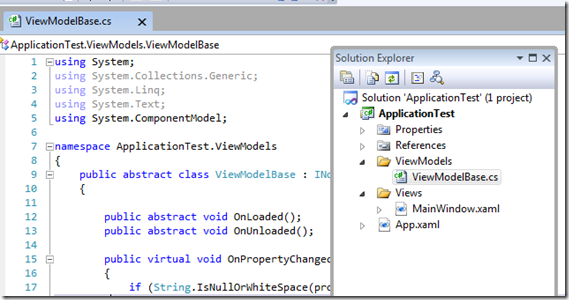 ViewModelBase.cs
ApplicationTest.ViewModels.ViewModelBase
1 using System;
2 using System.Collections.Generic;
3 using System.Linq;
4 using System.Text;
5 using System.ComponentModel;
6
7 namespace ApplicationTest.ViewModels
8 {
9 public abstract class ViewModelBase : INo
10 {
11
12 public abstract void OnLoaded();
13 public abstract void OnUnloaded();
14
15 public virtual void OnPropertyChanged
16 {
17 if (String.IsNullOrWhiteSpace(pro
Solution Explorer
Solution 'ApplicationTest' (1 project)
ApplicationTest
Properties
References
ViewModels
ViewModelBase.cs
Views
MainWindow.xaml
App.xaml